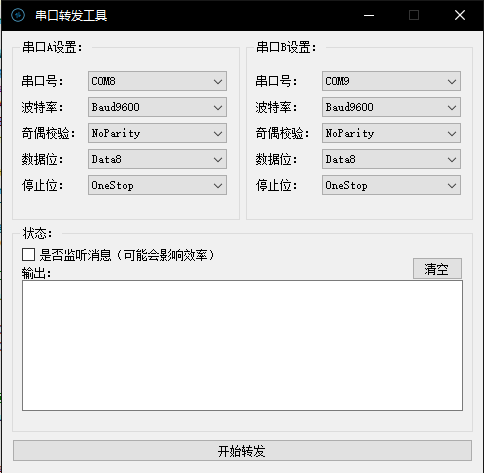 串口转发工具
串口A设置： 串口B设置：
串口号： COM8 串口号： COM9
波特率： Baud9600 波特率： Baud9600
奇偶校验： NoParity 奇偶校验： NoParity
数据位： Data8 数据位： Data8
停止位： OneStop 停止位： OneStop
状态：
是否监听消息（可能会影响效率）
输出： 清空
开始转发